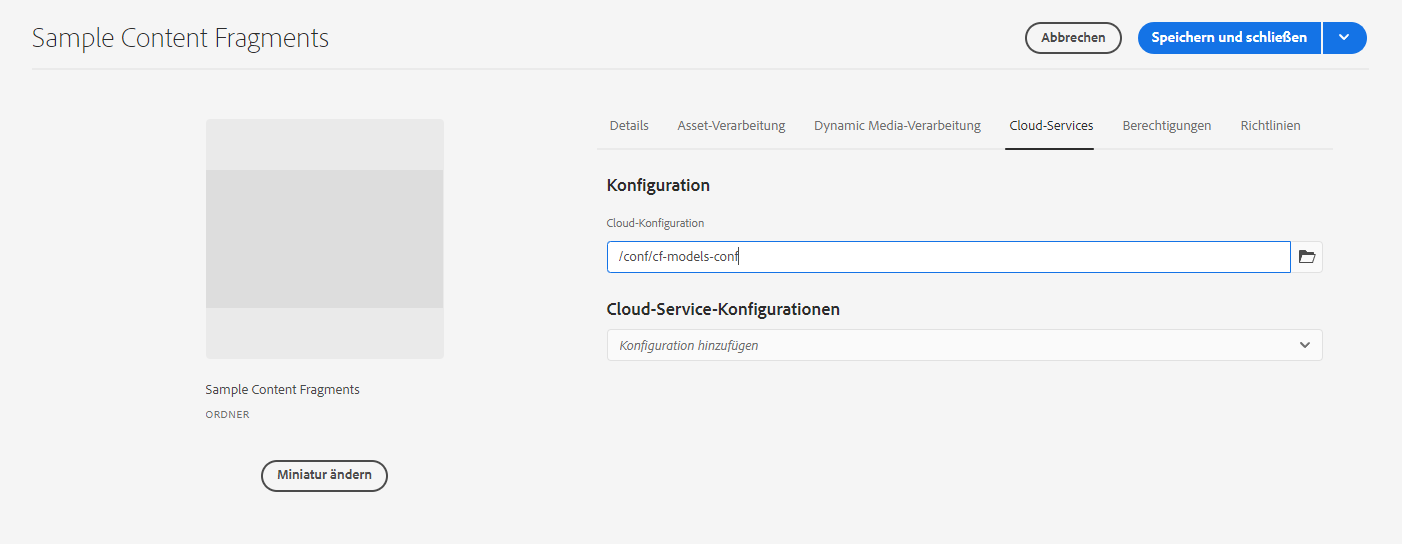 Sample Content Fragments
Abbrechen
Speichern und schließen
Details
Asset-Verarbeitung
Dynamic Media-Verarbeitung
Cloud-Services
Berechtigungen
Richtlinien
Konfiguration
Cloud-Konfiguration
/conf/cf-models-conf
Cloud-Service-Konfigurationen
Konfiguration hinzufügen
Sample Content Fragments
ORDNER
Miniatur ändern